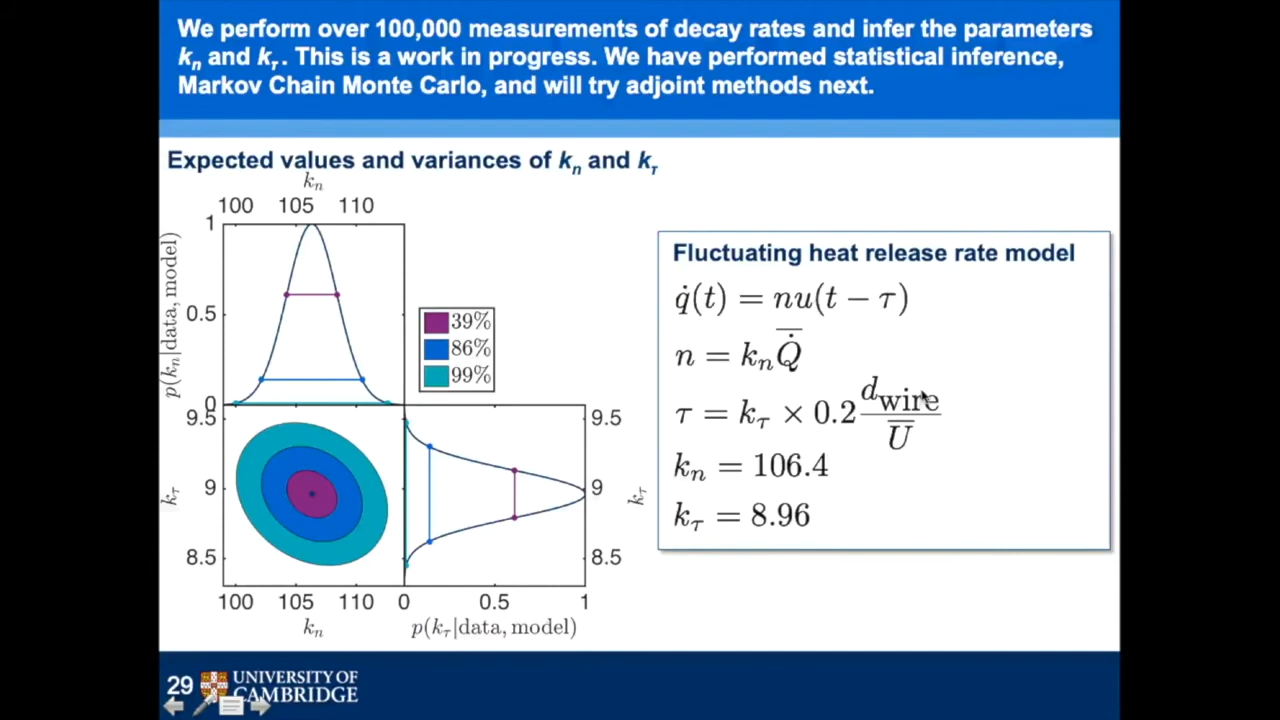 We perform over 100,000 measurements of decay rates and infer the parameters
kn and kτ. This is a work in progress. We have performed statistical inference,
Markov Chain Monte Carlo, and will try adjoint methods next.
Expected values and variances of kn and kτ
kn
100 105 110
1
0.5
0
p(kn|data, model)
39%
86%
99%
9.5
9
8.5
kτ
100 105 110
kn
9.5
9
8.5
kτ
0 0.5 1
p(kτ|data, model)
Fluctuating heat release rate model
q̇(t) = nu(t − τ)
n = kn Q̇̅
τ = kτ × 0.2 dwire / U̅
kn = 106.4
kτ = 8.96
29
UNIVERSITY OF
CAMBRIDGE